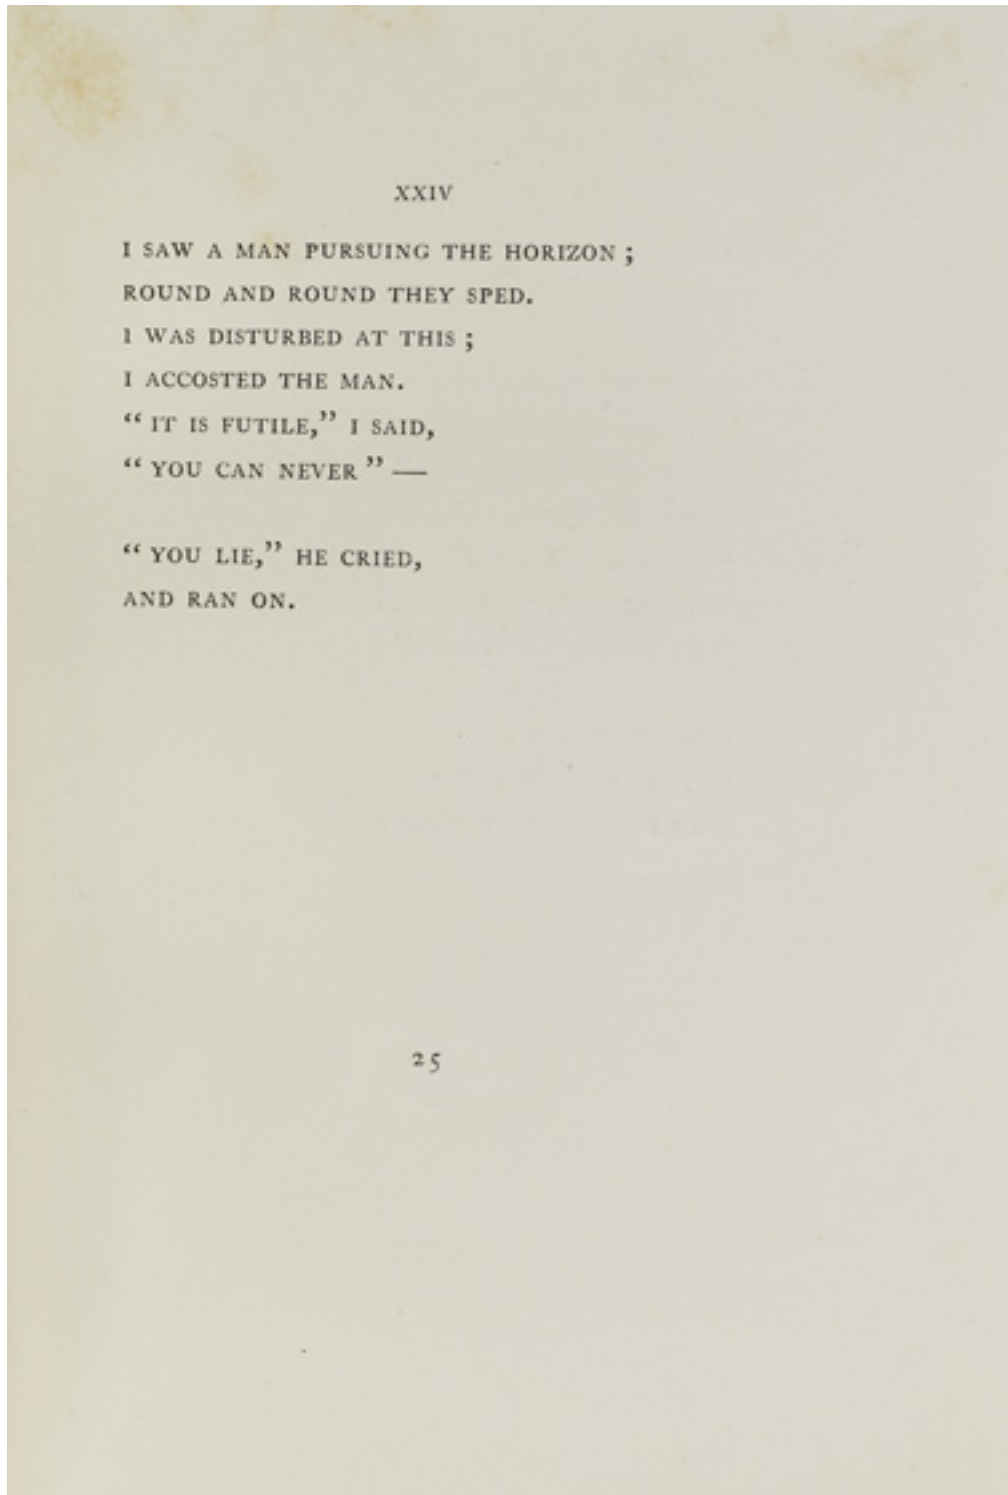 XXIV
I SAW A MAN PURSUING THE HORIZON ;
ROUND AND ROUND THEY SPED.
I WAS DISTURBED AT THIS ;
I ACCOSTED THE MAN.
“ IT IS FUTILE,” I SAID,
“ YOU CAN NEVER ” —
“ YOU LIE,” HE CRIED,
AND RAN ON.
25